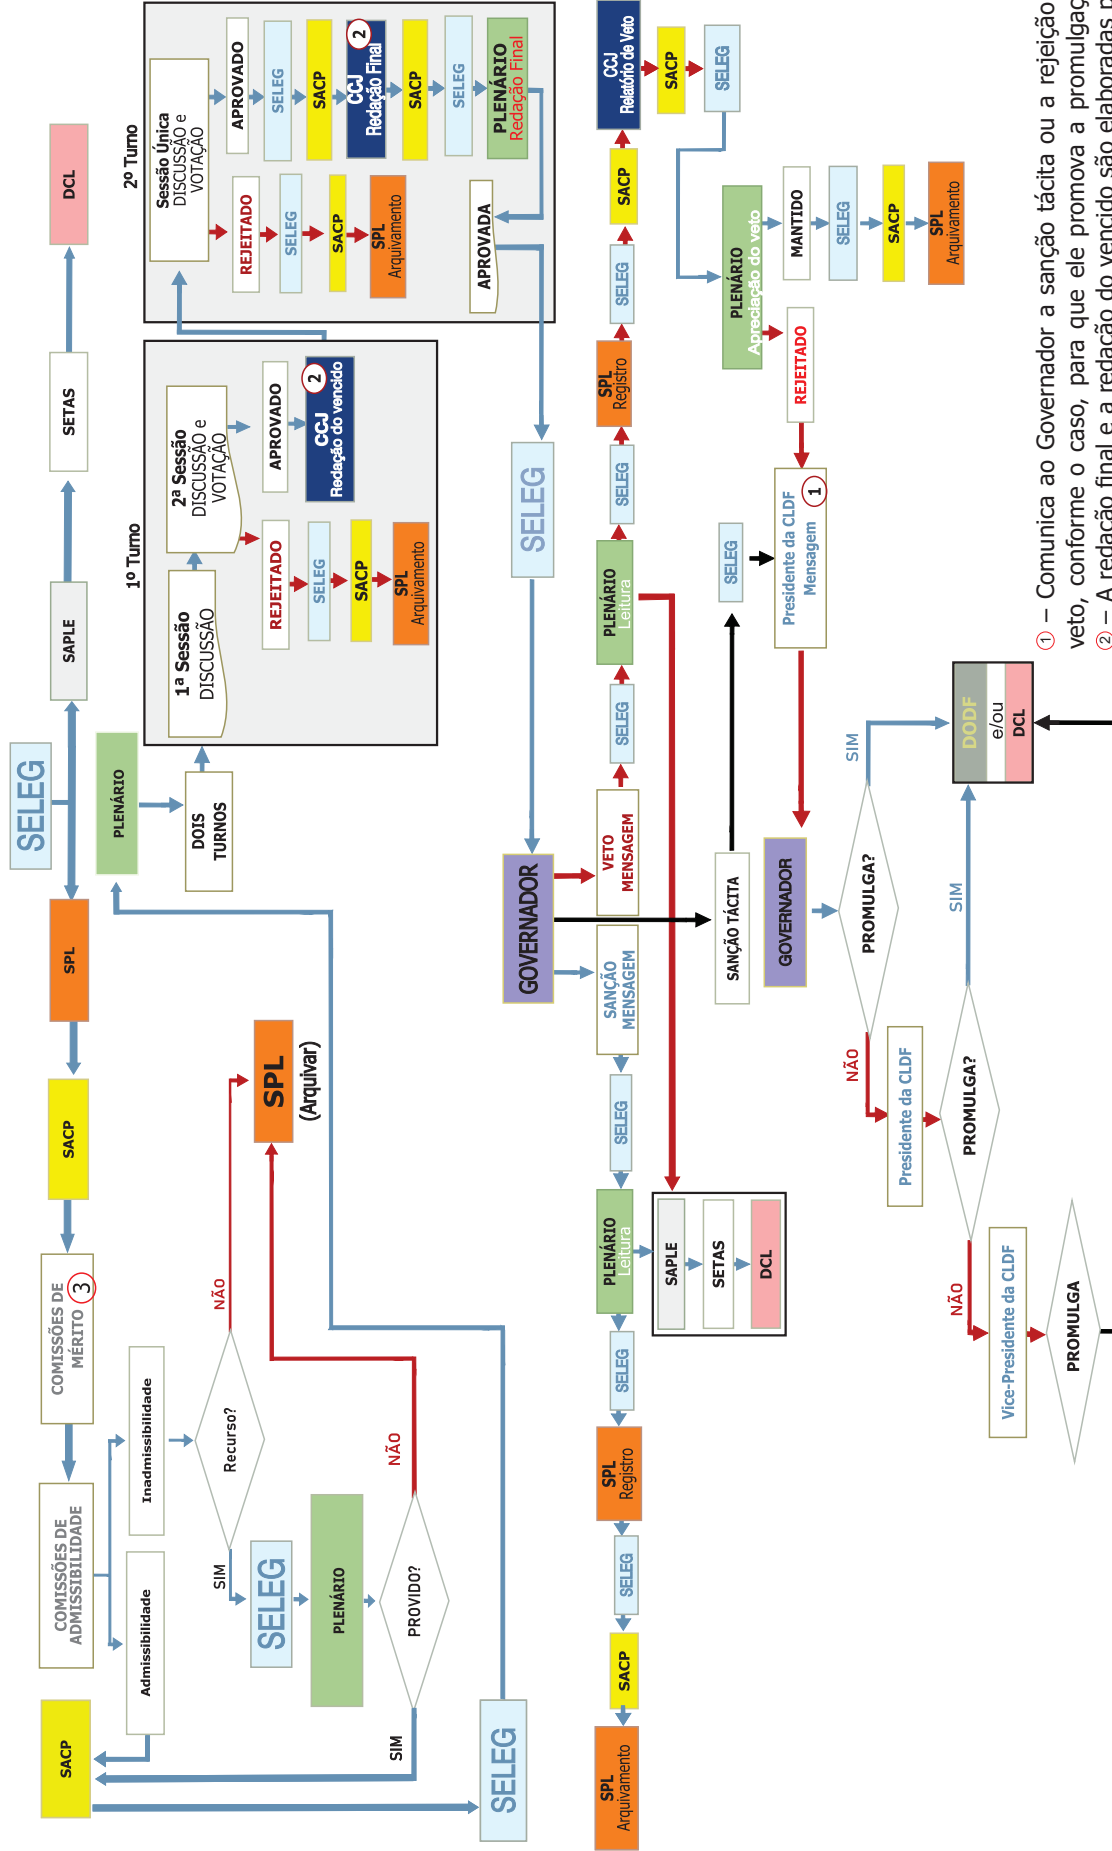 SELEG
SACP
COMISSÕES DE
ADMISSIBILIDADE
COMISSÕES DE
MÉRITO
3
SACP
SPL
SAPLE
SETAS
DCL
Admissibilidade
Inadmissibilidade
Recurso?
SIM
NÃO
SELEG
PLENÁRIO
PROVIDO?
SIM
NÃO
SPL
(Arquivar)
SELEG
PLENÁRIO
DOIS
TURNOS
1º Turno
1ª Sessão
DISCUSSÃO
2ª Sessão
DISCUSSÃO e
VOTAÇÃO
REJEITADO
SELEG
SACP
SPL
Arquivamento
APROVADO
CCJ
Redação do vencido
2
2º Turno
Sessão Única
DISCUSSÃO e
VOTAÇÃO
REJEITADO
SELEG
SACP
SPL
Arquivamento
APROVADO
SELEG
SACP
CCJ
Redação Final
2
SACP
SELEG
PLENÁRIO
Redação Final
APROVADA
SELEG
GOVERNADOR
SANÇÃO
MENSAGEM
VETO
MENSAGEM
SANÇÃO TÁCITA
SELEG
PLENÁRIO
Leitura
SAPLE
SETAS
DCL
SELEG
SPL
Registro
SELEG
SACP
SPL
Arquivamento
SELEG
PLENÁRIO
Leitura
SELEG
SPL
Registro
SELEG
SACP
CCJ
Relatório de Veto
SACP
SELEG
PLENÁRIO
Apreciação do veto
MANTIDO
SELEG
SACP
SPL
Arquivamento
REJEITADO
SELEG
Presidente da CLDF
Mensagem
1
GOVERNADOR
PROMULGA?
SIM
NÃO
Presidente da CLDF
PROMULGA?
SIM
NÃO
Vice-Presidente da CLDF
PROMULGA
DODF
e/ou
DCL
1 – Comunica ao Governador a sanção tácita ou a rejeição
veto, conforme o caso, para que ele promova a promulgaç
2 – A redação final e a redação do vencido são elaboradas p